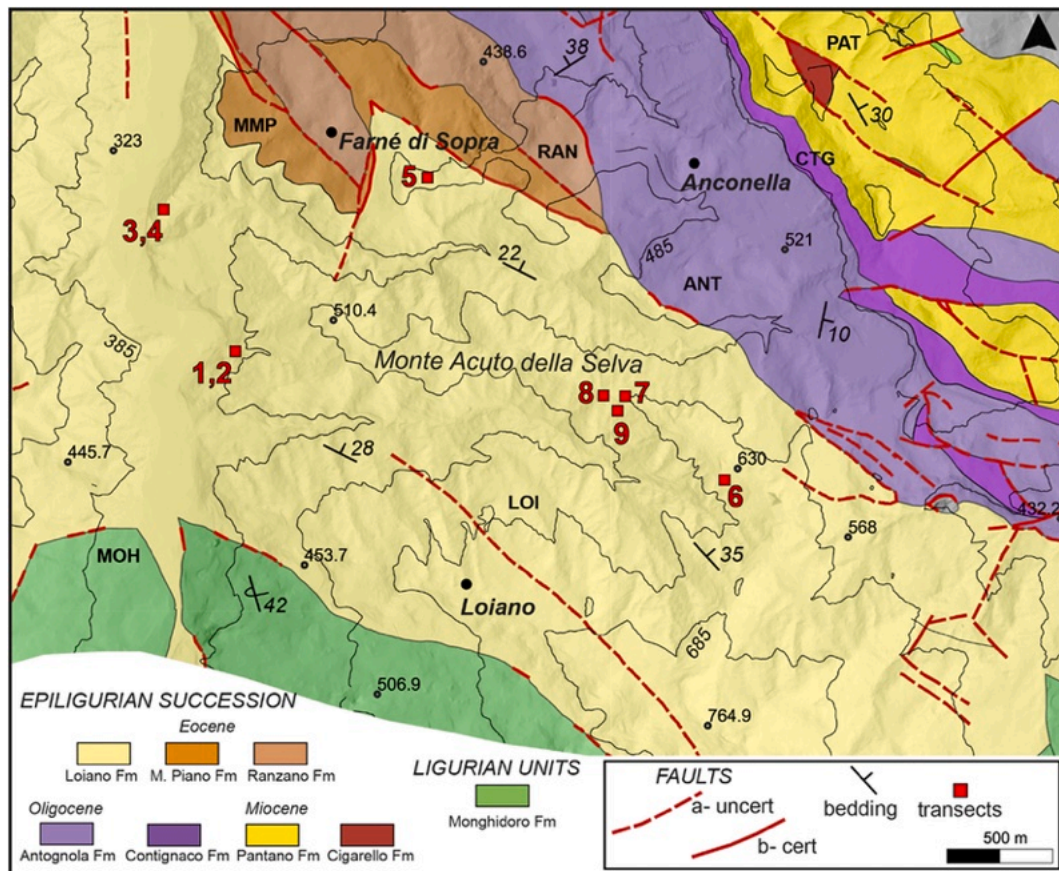 PAT
38
438.6
30
MMP
Farné di Sopra
323
RAN
CTG
5
Anconella
3,4
485
521
22
ANT
510.4
10
385
Monte Acuto della Selva
1,2
8
7
9
28
445.7
630
6
LOI
432.2
568
MOH
453.7
35
42
Loiano
685
506.9
764.9
EPILIGURIAN SUCCESSION
Eocene
Loiano Fm
M. Piano Fm
Ranzano Fm
Oligocene
Miocene
Antognola Fm
Contignaco Fm
Pantano Fm
Cigarello Fm
LIGURIAN UNITS
Monghidoro Fm
FAULTS
a- uncert
b- cert
bedding
transects
500 m